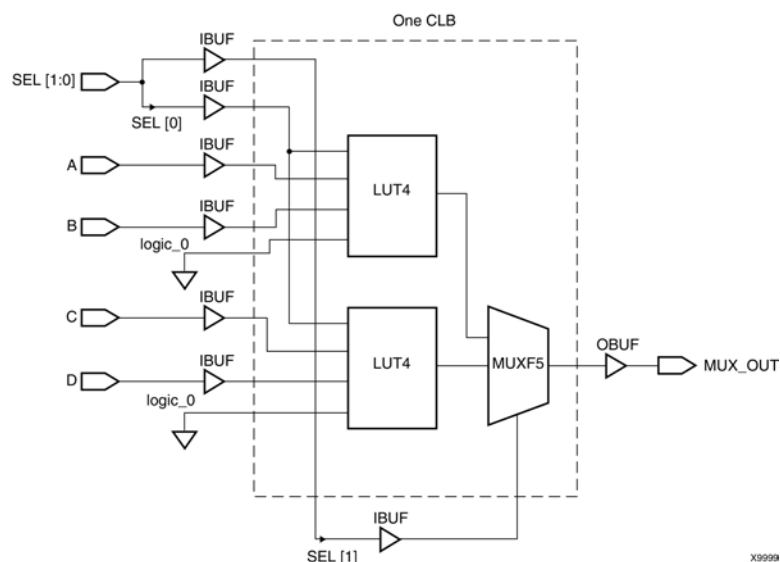 One CLB
IBUF
SEL [1:0]
IBUF
SEL [0]
IBUF
A
LUT4
IBUF
B
logic_0
IBUF
C
OBUF
LUT4
MUXF5
MUX_OUT
IBUF
D
logic_0
IBUF
SEL [1]